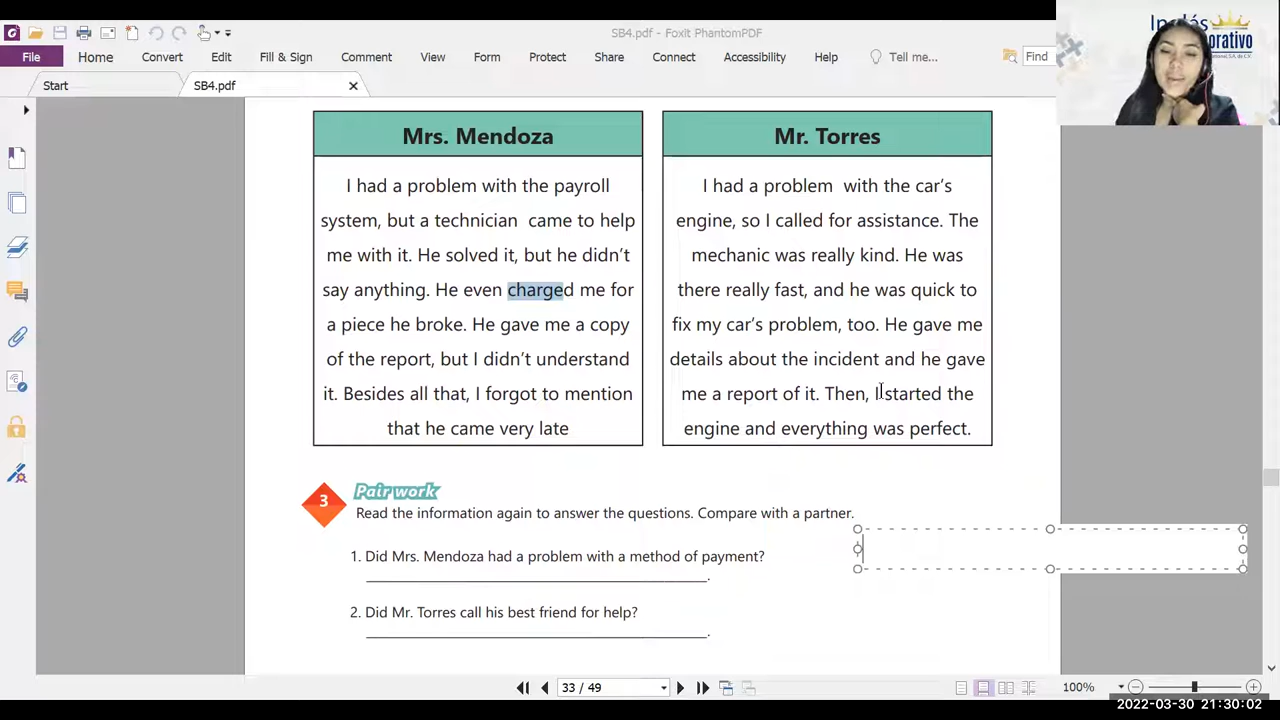 SB4.pdf - Foxit PhantomPDF
File Home Convert Edit Fill & Sign Comment View Form Protect Share Connect Accessibility Help Tell me... Find
Start SB4.pdf
Mrs. Mendoza
I had a problem with the payroll
system, but a technician came to help
me with it. He solved it, but he didn't
say anything. He even charged me for
a piece he broke. He gave me a copy
of the report, but I didn't understand
it. Besides all that, I forgot to mention
that he came very late
Mr. Torres
I had a problem with the car's
engine, so I called for assistance. The
mechanic was really kind. He was
there really fast, and he was quick to
fix my car's problem, too. He gave me
details about the incident and he gave
me a report of it. Then, I started the
engine and everything was perfect.
3
Pair work
Read the information again to answer the questions. Compare with a partner.
1. Did Mrs. Mendoza had a problem with a method of payment?
_______________________________________.
2. Did Mr. Torres call his best friend for help?
_______________________________________.
33 / 49
100%
2022-03-30 21:30:02